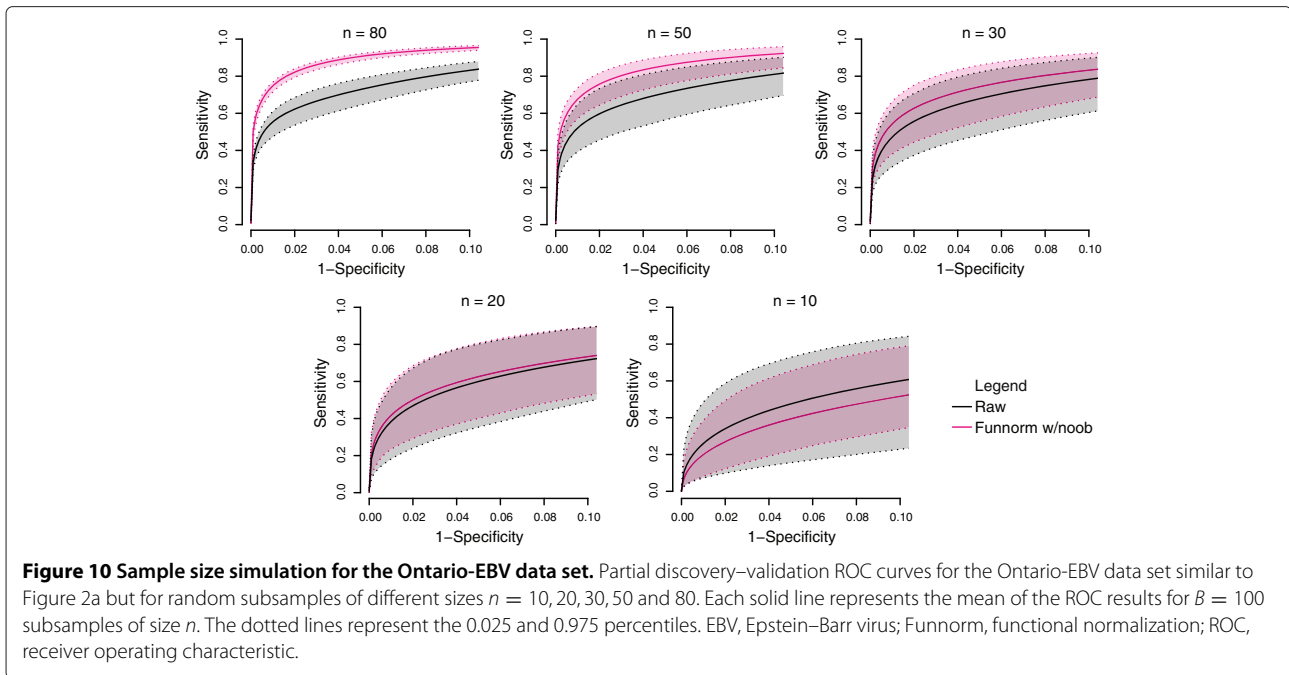 n = 80
n = 50
n = 30
Sensitivity
0.0 0.2 0.4 0.6 0.8 1.0
0.00 0.02 0.04 0.06 0.08 0.10
1−Specificity
Sensitivity
0.0 0.2 0.4 0.6 0.8 1.0
0.00 0.02 0.04 0.06 0.08 0.10
1−Specificity
Sensitivity
0.0 0.2 0.4 0.6 0.8 1.0
0.00 0.02 0.04 0.06 0.08 0.10
1−Specificity
n = 20
n = 10
Sensitivity
0.0 0.2 0.4 0.6 0.8 1.0
0.00 0.02 0.04 0.06 0.08 0.10
1−Specificity
Sensitivity
0.0 0.2 0.4 0.6 0.8 1.0
0.00 0.02 0.04 0.06 0.08 0.10
1−Specificity
Legend
Raw
Funnorm w/noob
Figure 10 Sample size simulation for the Ontario-EBV data set. Partial discovery–validation ROC curves for the Ontario-EBV data set similar to
Figure 2a but for random subsamples of different sizes n = 10, 20, 30, 50 and 80. Each solid line represents the mean of the ROC results for B = 100
subsamples of size n. The dotted lines represent the 0.025 and 0.975 percentiles. EBV, Epstein–Barr virus; Funnorm, functional normalization; ROC,
receiver operating characteristic.